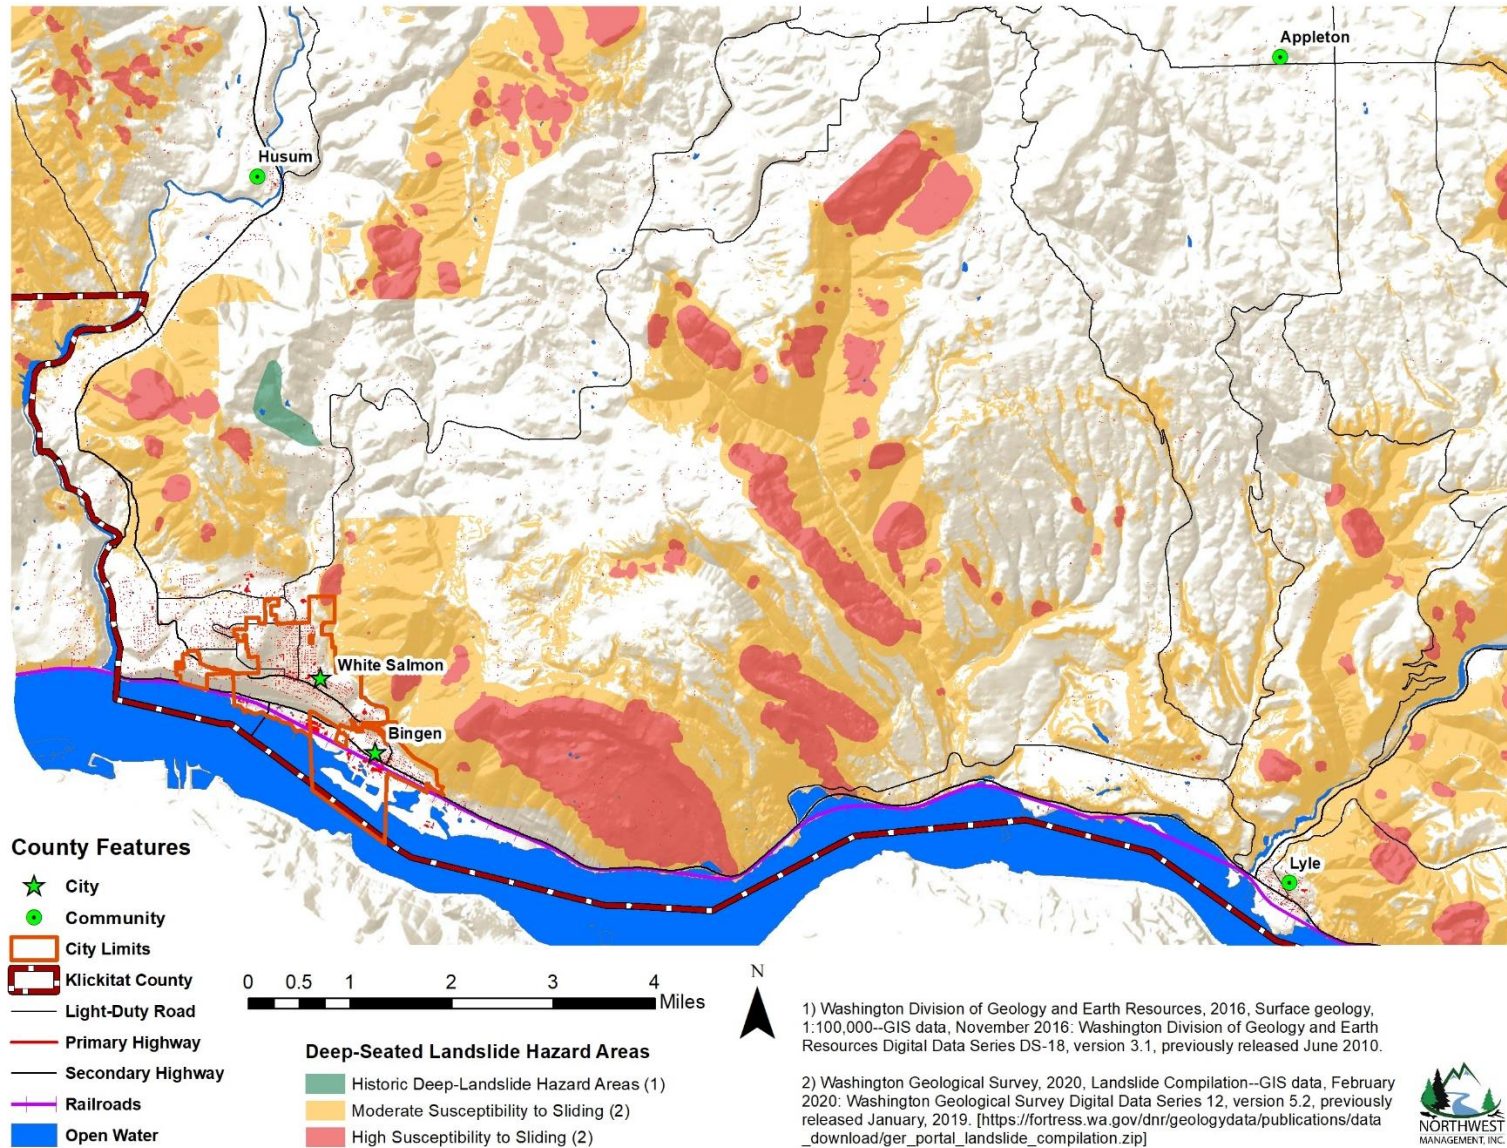 Appleton
Husum
White Salmon
Bingen
Lyle
County Features
City
Community
City Limits
Klickitat County
Light-Duty Road
Primary Highway
Secondary Highway
Railroads
Open Water
0 0.5 1 2 3 4
Miles
N
Deep-Seated Landslide Hazard Areas
Historic Deep-Landslide Hazard Areas (1)
Moderate Susceptibility to Sliding (2)
High Susceptibility to Sliding (2)
1) Washington Division of Geology and Earth Resources, 2016, Surface geology,
1:100,000--GIS data, November 2016: Washington Division of Geology and Earth
Resources Digital Data Series DS-18, version 3.1, previously released June 2010.
2) Washington Geological Survey, 2020, Landslide Compilation--GIS data, February
2020: Washington Geological Survey Digital Data Series 12, version 5.2, previously
released January, 2019. [https://fortress.wa.gov/dnr/geologydata/publications/data
_download/ger_portal_landslide_compilation.zip]
NORTHWEST
MANAGEMENT, INC.